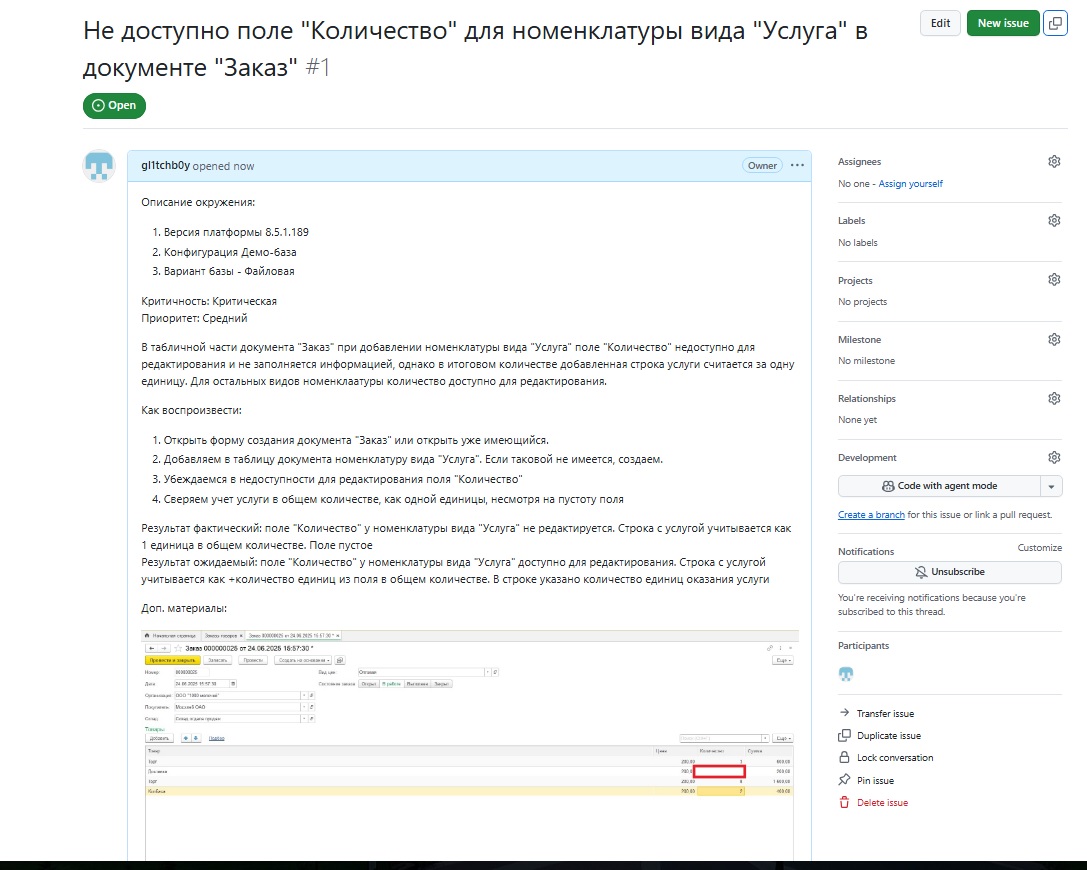 Не доступно поле "Количество" для номенклатуры вида "Услуга" в
документе "Заказ" #1
Edit
New issue
Open
gl1tchb0y opened now
Owner
Описание окружения:
1. Версия платформы 8.5.1.189
2. Конфигурация Демо-база
3. Вариант базы - Файловая
Критичность: Критическая
Приоритет: Средний
В табличной части документа "Заказ" при добавлении номенклатуры вида "Услуга" поле "Количество" недоступно для
редактирования и не заполняется информацией, однако в итоговом количестве добавленная строка услуги считается за одну
единицу. Для остальных видов номенклаатуры количество доступно для редактирования.
Как воспроизвести:
1. Открыть форму создания документа "Заказ" или открыть уже имеющийся.
2. Добавляем в таблицу документа номенклатуру вида "Услуга". Если таковой не имеется, создаем.
3. Убеждаемся в недоступности для редактирования поля "Количество"
4. Сверяем учет услуги в общем количестве, как одной единицы, несмотря на пустоту поля
Результат фактический: поле "Количество" у номенклатуры вида "Услуга" не редактируется. Строка с услугой учитывается как
1 единица в общем количестве. Поле пустое
Результат ожидаемый: поле "Количество" у номенклатуры вида "Услуга" доступно для редактирования. Строка с услугой
учитывается как +количество единиц из поля в общем количестве. В строке указано количество единиц оказания услуги
Доп. материалы:
Начальная страница
Заказы товаров ×
Заказ 000000025 от 24.06.2025 15:57:30 * ×
Заказ 000000025 от 24.06.2025 15:57:30 *
Провести и закрыть
Записать
Провести
Создать на основании
Еще
Номер:
000000025
Вид цен:
Оптовая
Дата:
24.06.2025 15:57:30
Состояние заказа:
Открыт
В работе
Выполнен
Закрыт
Организация:
ООО "1000 мелочей"
Покупатель:
Мосхлеб ОАО
Склад:
Склад отдела продаж
Товары
Добавить
Подбор
Еще
Товар
Цена
Количество
Сумма
Торт
200,00
3
600,00
Доставка
200,00
200,00
Торт
200,00
1 600,00
Колбаса
200,00
2
400,00
Assignees
No one - Assign yourself
Labels
No labels
Projects
No projects
Milestone
No milestone
Relationships
None yet
Development
Code with agent mode
Create a branch for this issue or link a pull request.
Notifications
Customize
Unsubscribe
You're receiving notifications because you're
subscribed to this thread.
Participants
Transfer issue
Duplicate issue
Lock conversation
Pin issue
Delete issue